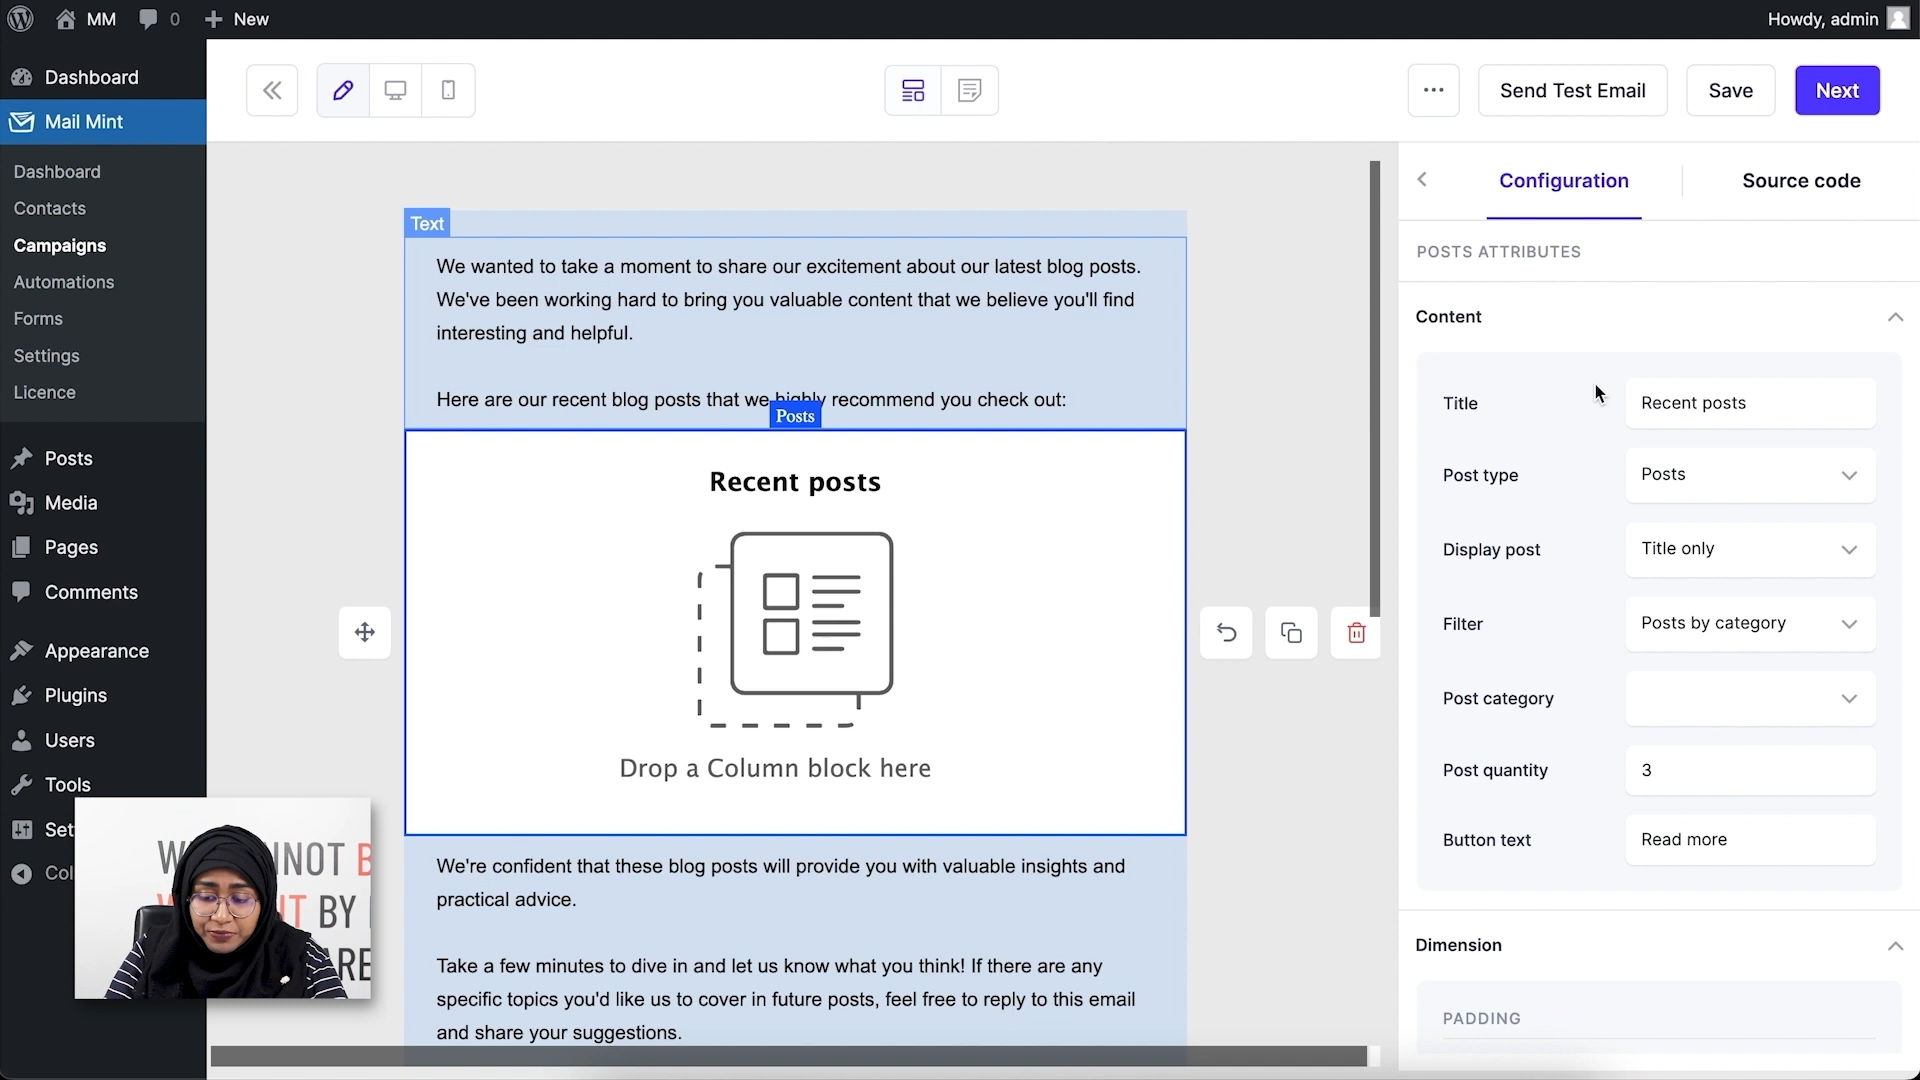 MM
0
New
Howdy, admin
Dashboard
Mail Mint
Dashboard
Contacts
Campaigns
Automations
Forms
Settings
Licence
Posts
Media
Pages
Comments
Appearance
Plugins
Users
Tools
Set
Col
Send Test Email
Save
Next
Text
We wanted to take a moment to share our excitement about our latest blog posts.
We've been working hard to bring you valuable content that we believe you'll find
interesting and helpful.
Here are our recent blog posts that we highly recommend you check out:
Posts
Recent posts
Drop a Column block here
We're confident that these blog posts will provide you with valuable insights and
practical advice.
Take a few minutes to dive in and let us know what you think! If there are any
specific topics you'd like us to cover in future posts, feel free to reply to this email
and share your suggestions.
Configuration
Source code
POSTS ATTRIBUTES
Content
Title
Recent posts
Post type
Posts
Display post
Title only
Filter
Posts by category
Post category
Post quantity
3
Button text
Read more
Dimension
PADDING
BY